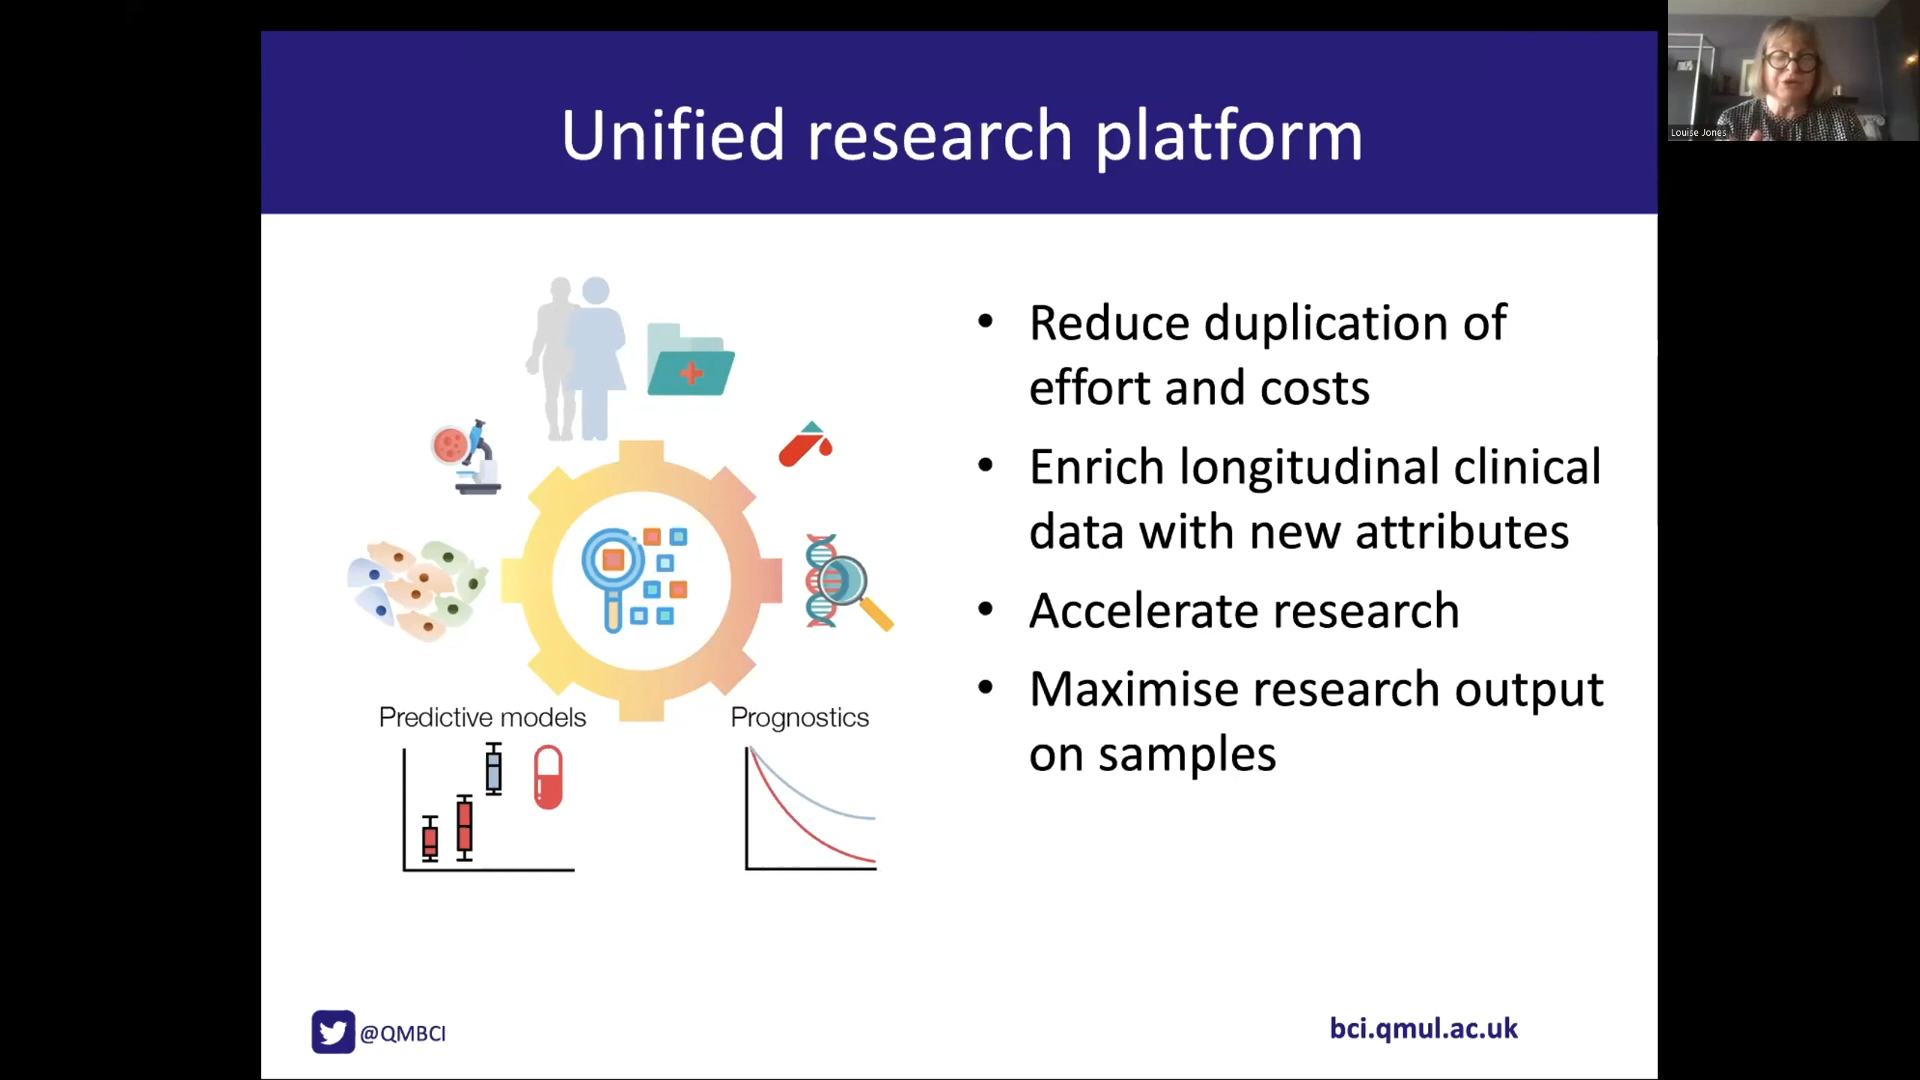 Unified research platform
Louise Jones
• Reduce duplication of
effort and costs
• Enrich longitudinal clinical
data with new attributes
• Accelerate research
• Maximise research output
on samples
Predictive models
Prognostics
@QMBCI
bci.qmul.ac.uk